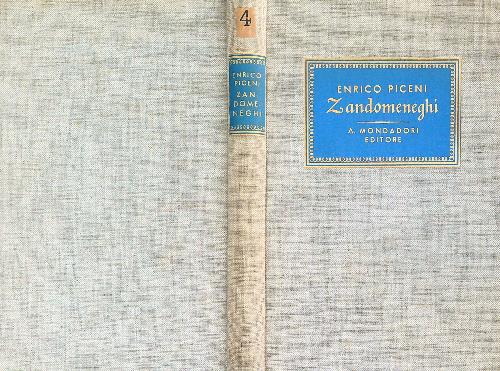 4
ENRICO
PICENI
ZAN
DOME
NEGHI
ENRICO PICENI
Zandomeneghi
A. MONDADORI
EDITORE